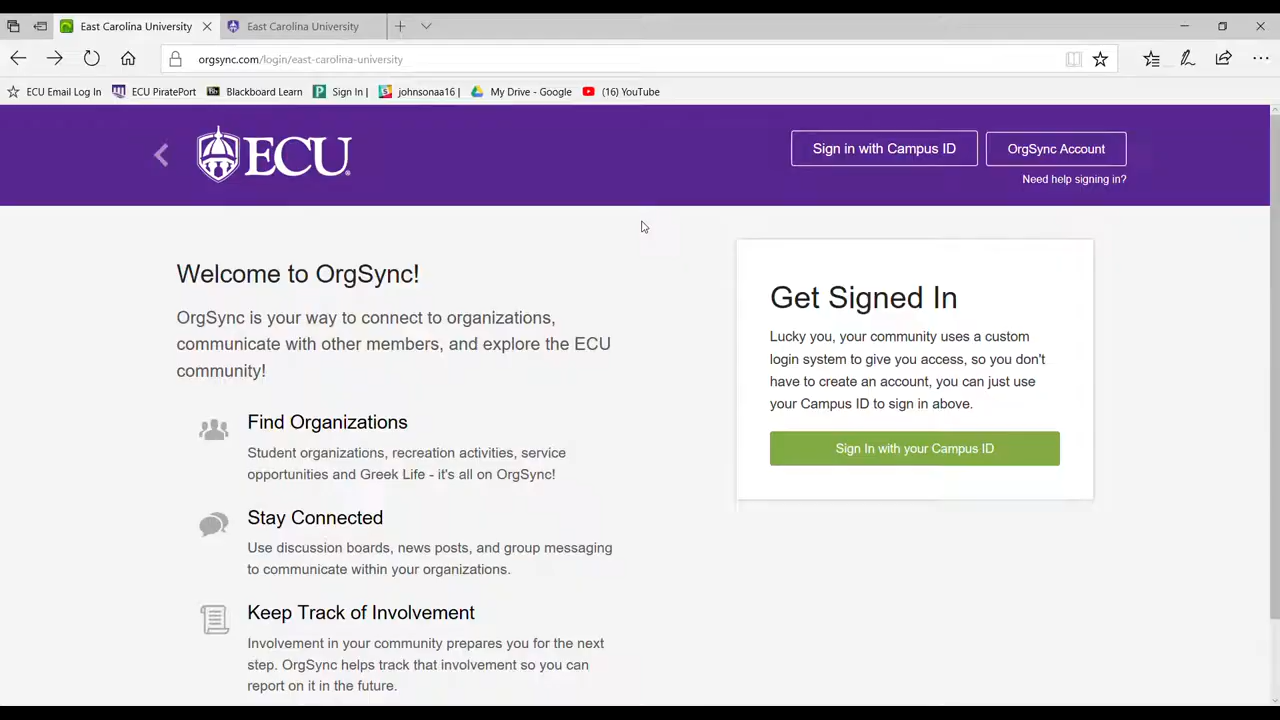 East Carolina University
East Carolina University
orgsync.com/login/east-carolina-university
ECU Email Log In
ECU PiratePort
Blackboard Learn
Sign In |
johnsonaa16 |
My Drive - Google
(16) YouTube
ECU
Sign in with Campus ID
OrgSync Account
Need help signing in?
Welcome to OrgSync!
OrgSync is your way to connect to organizations,
communicate with other members, and explore the ECU
community!
Find Organizations
Student organizations, recreation activities, service
opportunities and Greek Life - it's all on OrgSync!
Stay Connected
Use discussion boards, news posts, and group messaging
to communicate within your organizations.
Keep Track of Involvement
Involvement in your community prepares you for the next
step. OrgSync helps track that involvement so you can
report on it in the future.
Get Signed In
Lucky you, your community uses a custom
login system to give you access, so you don't
have to create an account, you can just use
your Campus ID to sign in above.
Sign In with your Campus ID